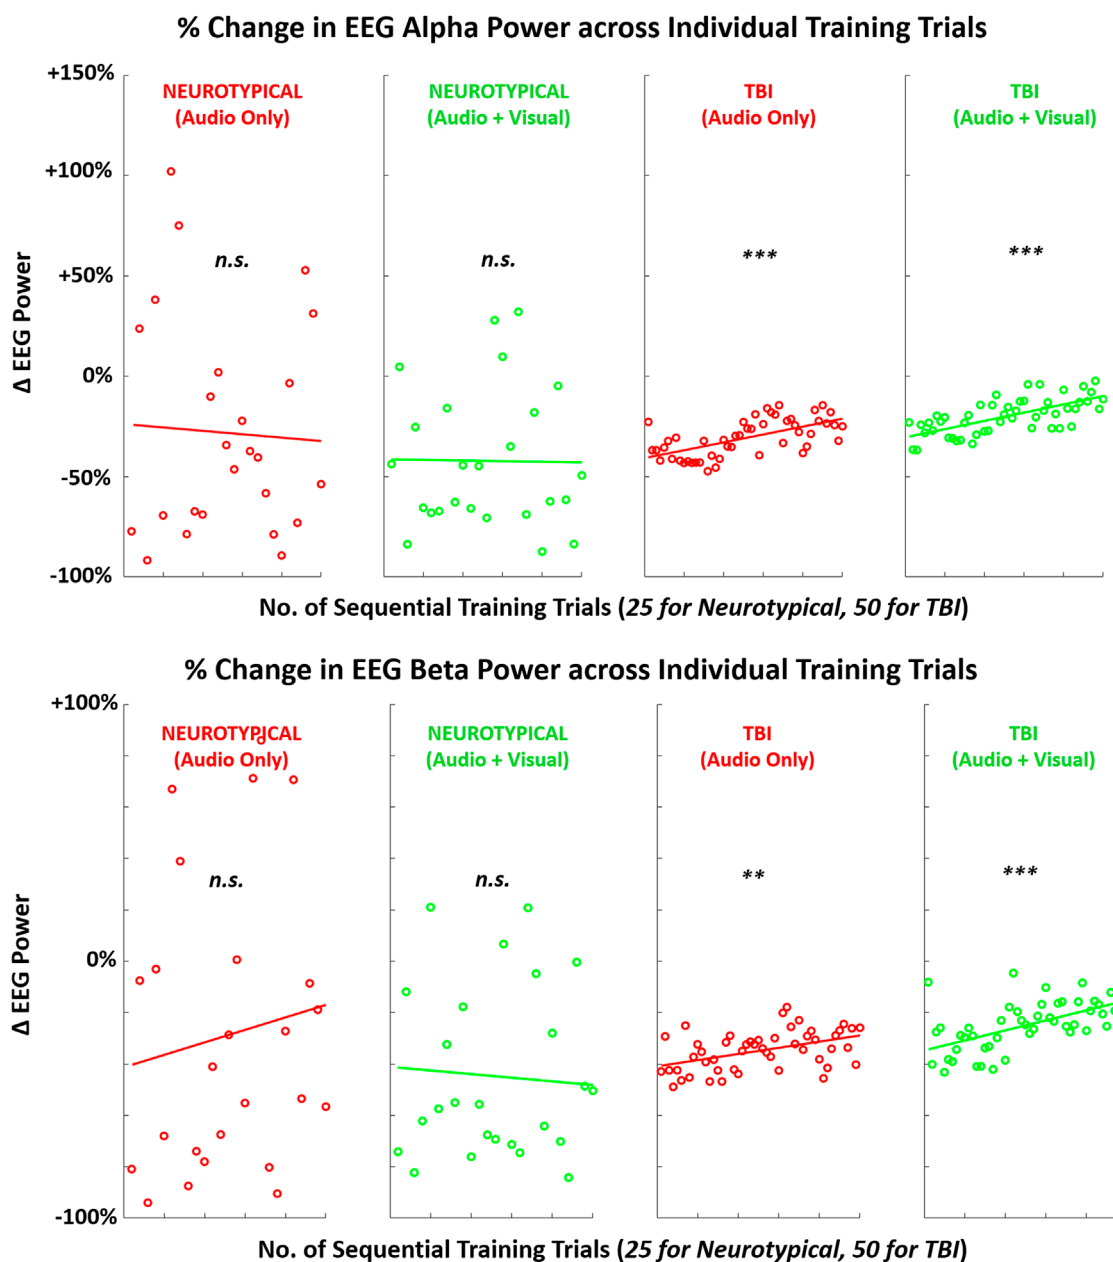 % Change in EEG Alpha Power across Individual Training Trials
+150%
+100%
+50%
0%
-50%
-100%
Δ EEG Power
NEUROTYPICAL
(Audio Only)
n.s.
NEUROTYPICAL
(Audio + Visual)
n.s.
TBI
(Audio Only)
***
TBI
(Audio + Visual)
***
No. of Sequential Training Trials (25 for Neurotypical, 50 for TBI)
% Change in EEG Beta Power across Individual Training Trials
+100%
0%
-100%
Δ EEG Power
NEUROTYPICAL
(Audio Only)
n.s.
NEUROTYPICAL
(Audio + Visual)
n.s.
TBI
(Audio Only)
**
TBI
(Audio + Visual)
***
No. of Sequential Training Trials (25 for Neurotypical, 50 for TBI)